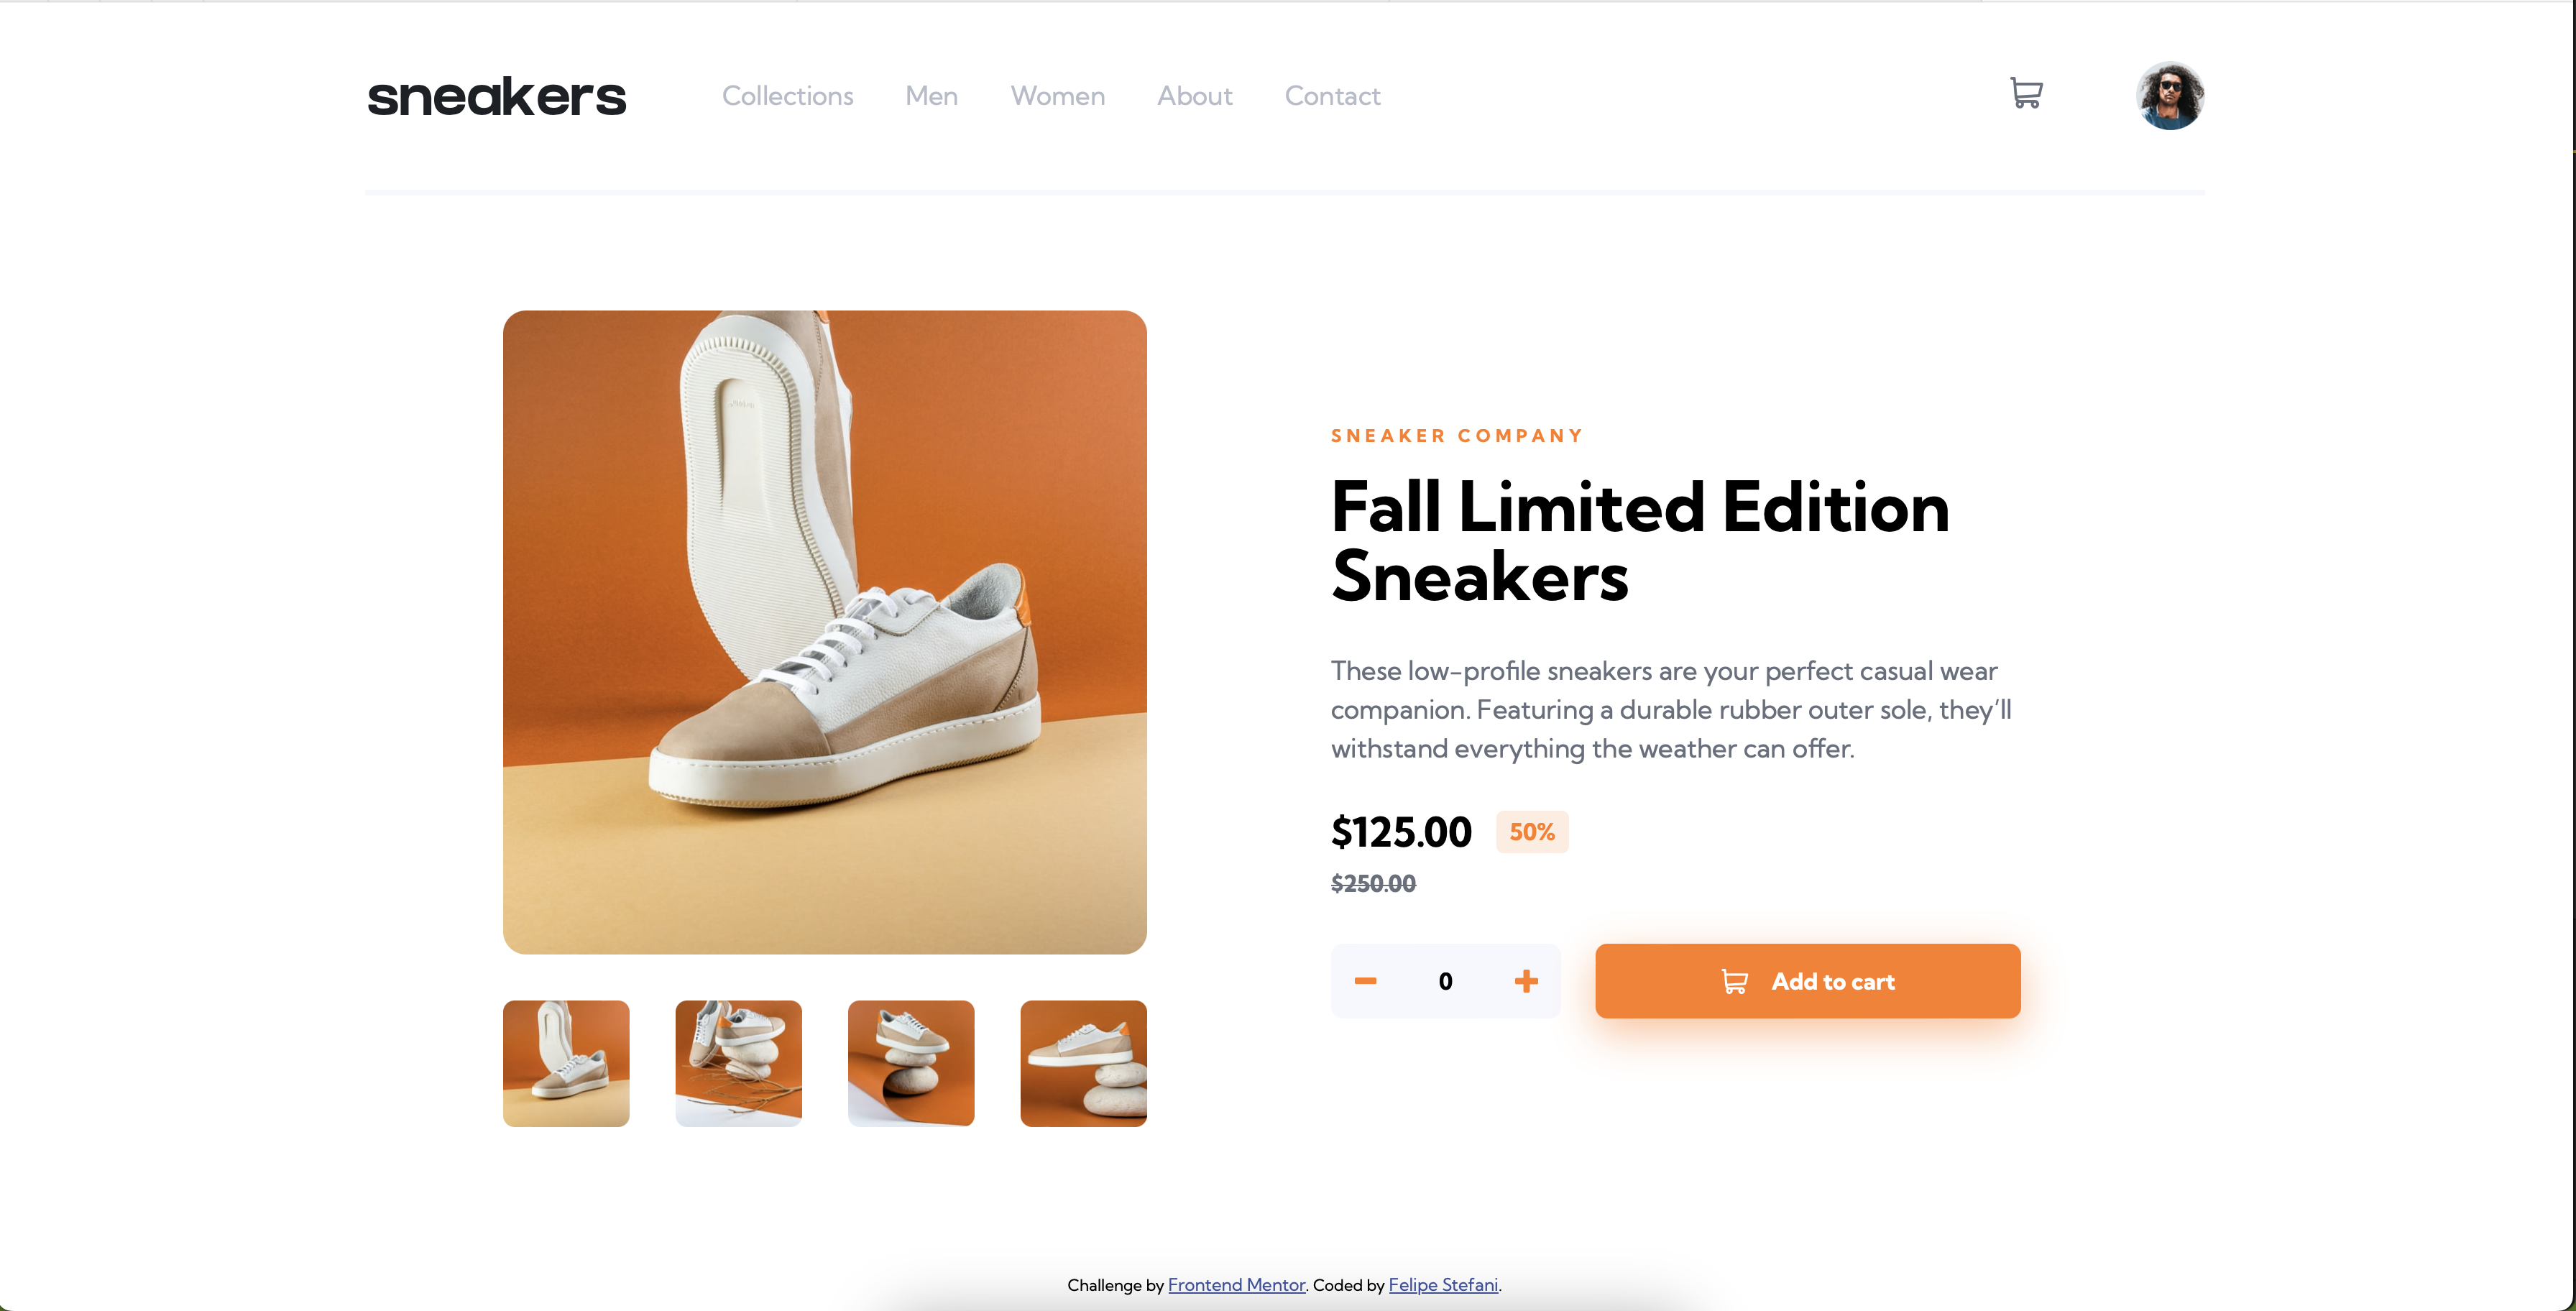 sneakers Collections Men Women About Contact
SNEAKER COMPANY
Fall Limited Edition
Sneakers
These low-profile sneakers are your perfect casual wear
companion. Featuring a durable rubber outer sole, they’ll
withstand everything the weather can offer.
$125.00 50%
$250.00
0 Add to cart
Challenge by Frontend Mentor. Coded by Felipe Stefani.